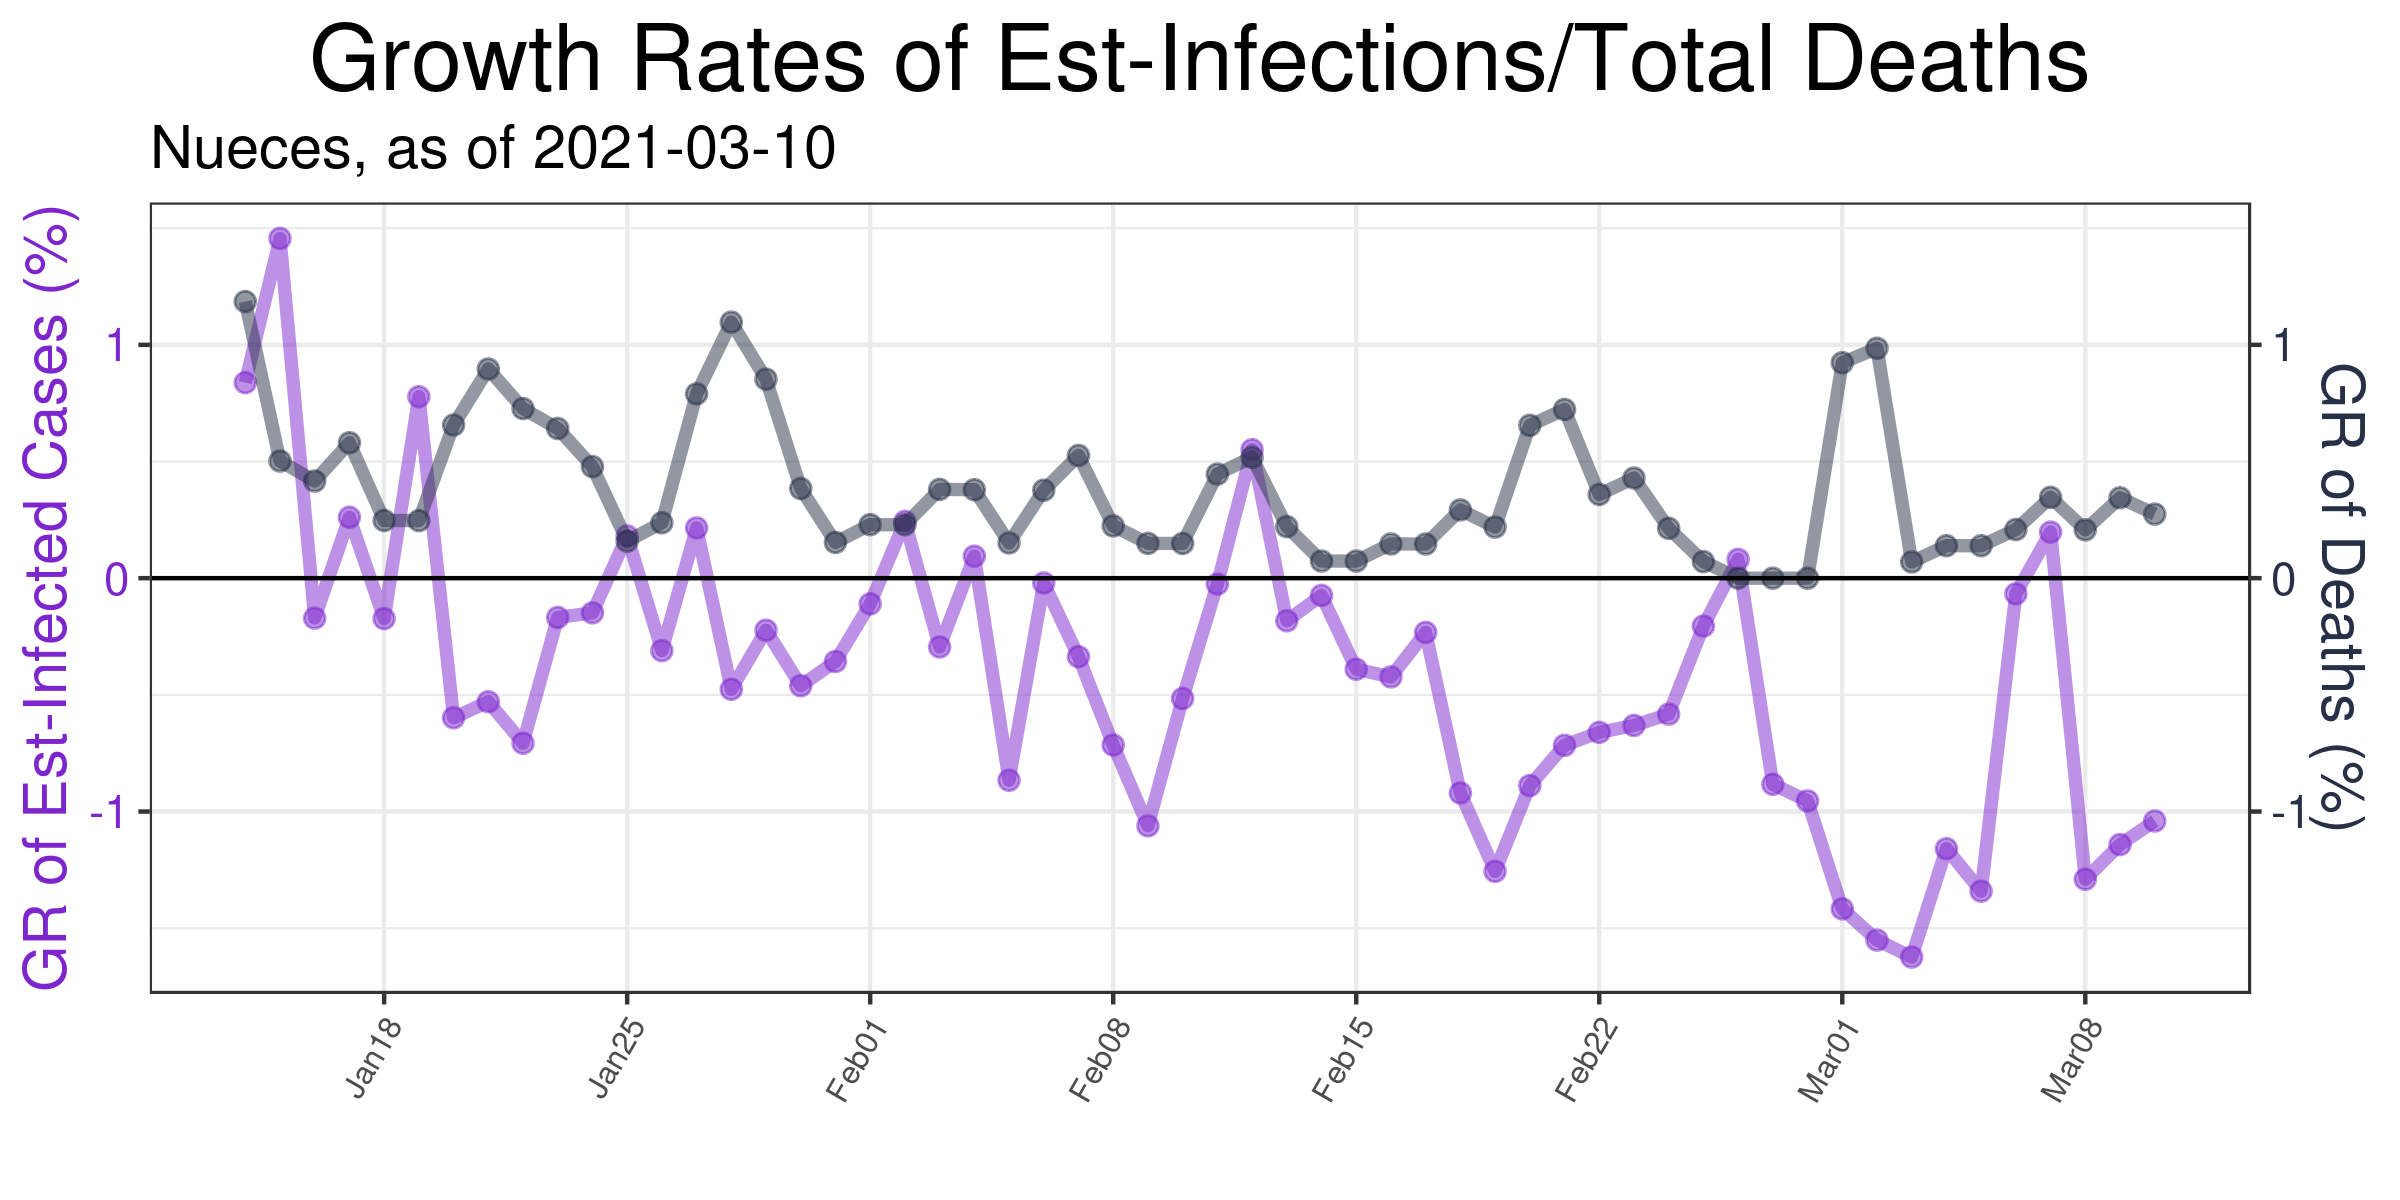 Growth Rates of Est-Infections/Total Deaths
Nueces, as of 2021-03-10
GR of Est-Infected Cases (%)
1
0
-1
1
0
-1
GR of Deaths (%)
Jan18
Jan25
Feb01
Feb08
Feb15
Feb22
Mar01
Mar08